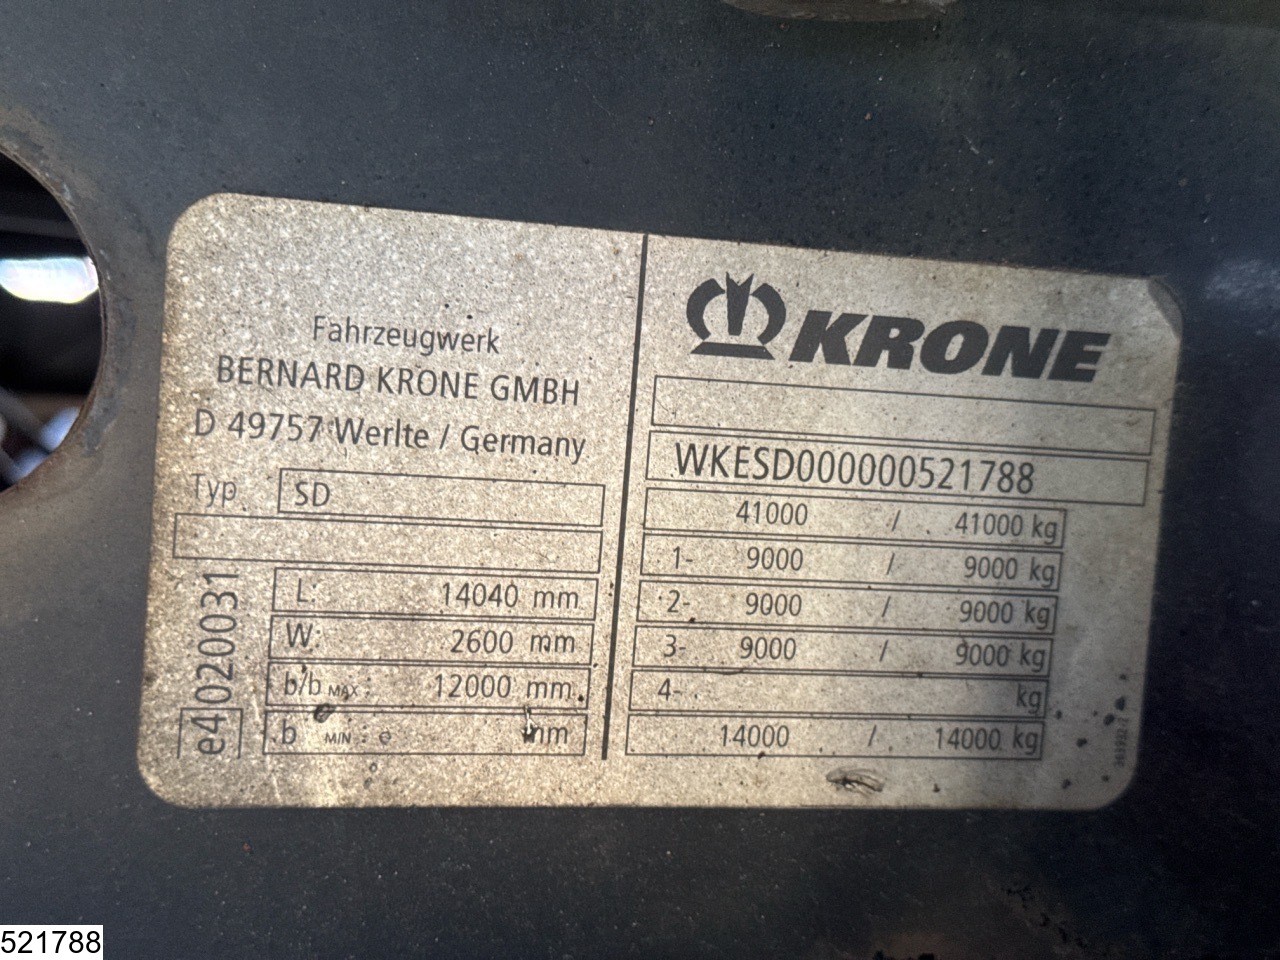 Fahrzeugwerk
BERNARD KRONE GMBH
D 49757 Werlte / Germany
Typ SD
L: 14040 mm
W: 2600 mm
b/b MAX : 12000 mm
b MIN : mm
e4 020031
KRONE
WKESD000000521788
41000 / 41000 kg
1- 9000 / 9000 kg
2- 9000 / 9000 kg
3- 9000 / 9000 kg
4- kg
14000 / 14000 kg
521788